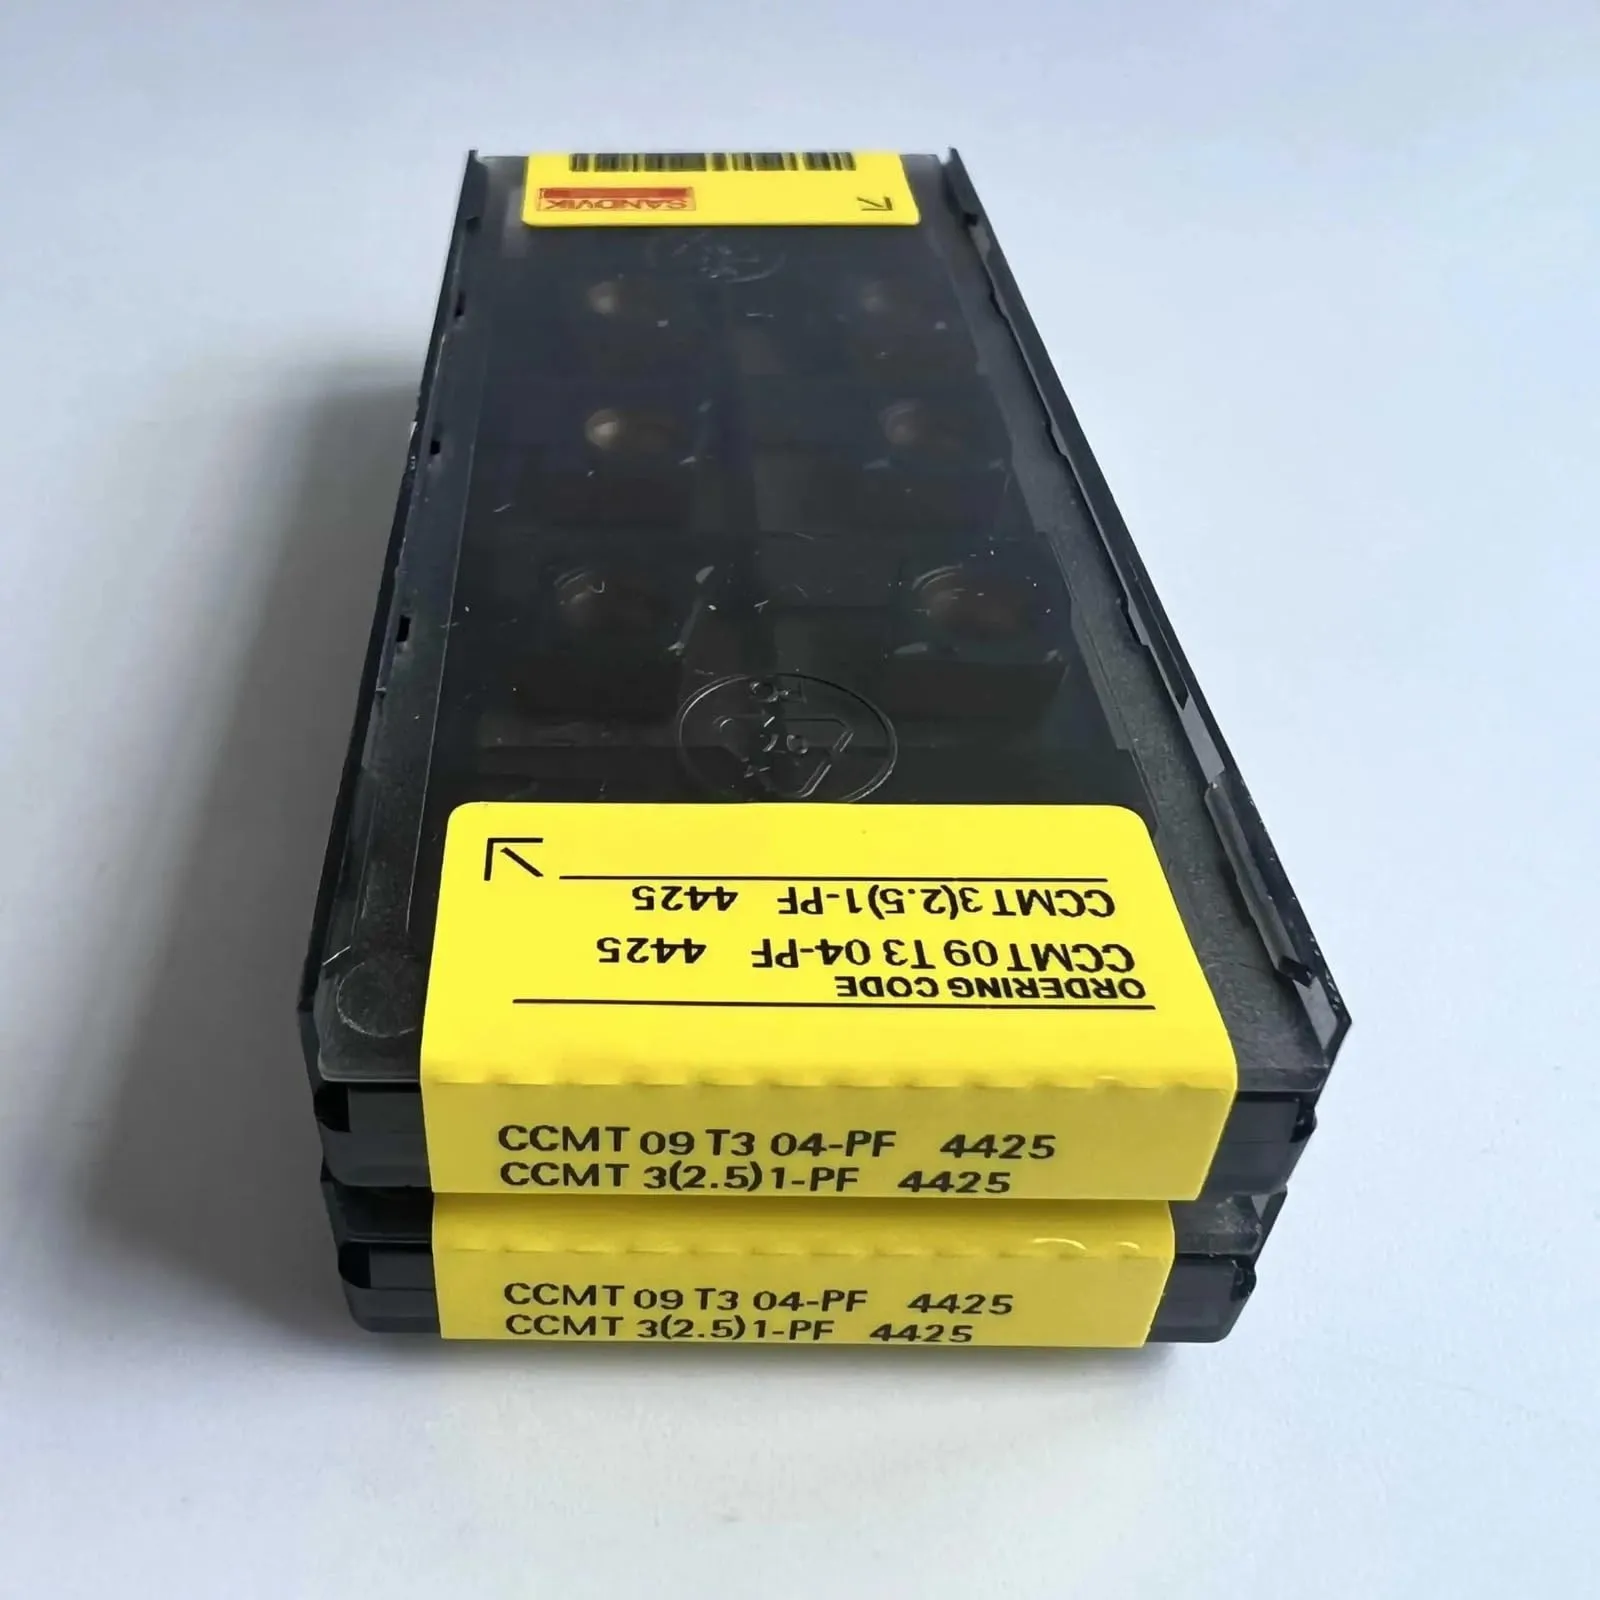 SANDVIK
CCMT 3(2.5)1-PF 4425
CCMT 09 T3 04-PF 4425
ORDERING CODE
CCMT 09 T3 04-PF 4425
CCMT 3(2.5)1-PF 4425
CCMT 09 T3 04-PF 4425
CCMT 3(2.5)1-PF 4425